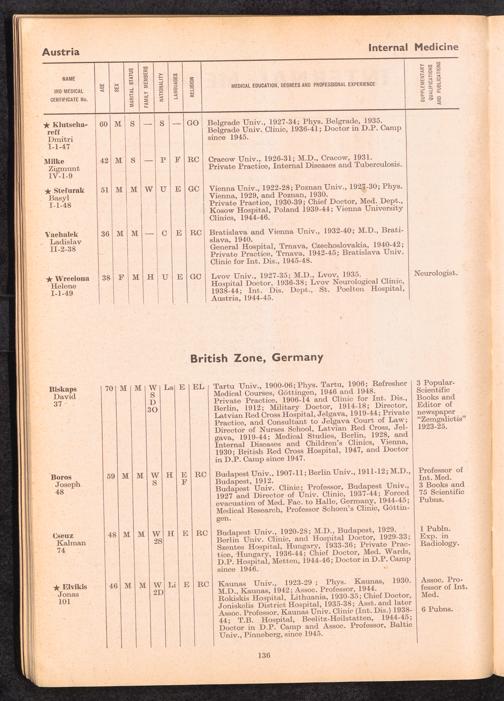 Austria
Internal Medicine
NAME
IRO MEDICAL
CERTIFICATE No.
AGE
SEX
MARITAL STATUS
FAMILY MEMBERS
NATIONALITY
LANGUAGES
RELIGION
MEDICAL EDUCATION, DEGREES AND PROFESSIONAL EXPERIENCE
SUPPLEMENTARY
QUALIFICATIONS
AND PUBLICATIONS
★ Klutscha-
reff
Dmitri
I-1-47
60 M S — S — GO
Belgrade Univ., 1927-34; Phys. Belgrade, 1935.
Belgrade Univ. Clinic, 1936-41; Doctor in D.P. Camp
since 1945.
Milke
Zigmunt
IV-1-9
42 M S — P F RC
Cracow Univ., 1926-31; M.D., Cracow, 1931.
Private Practice, Internal Diseases and Tuberculosis.
★ Stefurak
Basyl
I-1-48
51 M M W U E GC
Vienna Univ., 1922-28; Poznan Univ., 1927-30; Phys.
Vienna, 1929, and Poznan, 1930.
Private Practice, 1930-39; Chief Doctor, Med. Dept.,
Kosow Hospital, Poland 1939-44; Vienna University
Clinics, 1944-46.
Vachalek
Ladislav
II-2-38
36 M M — C E RC
Bratislava and Vienna Univ., 1932-40; M.D., Brati-
slava, 1940.
General Hospital, Trnava, Czechoslovakia, 1940-42;
Private Practice, Trnava, 1942-45; Bratislava Univ.
Clinic for Int. Dis., 1945-48.
★ Wreciona
Helene
I-1-49
38 F M H U E GC
Lvov Univ., 1927-35; M.D., Lvov, 1935.
Hospital Doctor, 1936-38; Lvov Neurological Clinic,
1938-44; Int. Dis. Dept., St. Poelten Hospital,
Austria, 1944-45.
Neurologist.
British Zone, Germany
Biskaps
David
37
70 M M W La E EL
S
D
3O
Tartu Univ., 1900-06; Phys. Tartu, 1906; Refresher
Medical Courses, Göttingen, 1946 and 1948.
Private Practice, 1906-14 and Clinic for Int. Dis.,
Berlin, 1912; Military Doctor, 1914-18; Director,
Latvian Red Cross Hospital, Jelgava, 1919-44; Private
Practice, and Consultant to Jelgava Court of Law;
Director of Nurses School, Latvian Red Cross, Jel-
gava, 1919-44; Medical Studies, Berlin, 1928, and
Internal Diseases and Children's Clinics, Vienna,
1930; British Red Cross Hospital, 1947, and Doctor
in D.P. Camp since 1947.
3 Popular-
Scientific
Books and
Editor of
newspaper
"Zemgalietis"
1923-25.
Boros
Joseph
48
59 M M W H E RC
S F
Budapest Univ., 1907-11; Berlin Univ., 1911-12; M.D.,
Budapest, 1912.
Budapest Univ. Clinic; Professor, Budapest Univ.,
1927 and Director of Univ. Clinic, 1937-44; Forced
evacuation of Med. Fac. to Halle, Germany, 1944-45;
Medical Research, Professor Schoen's Clinic, Göttin-
gen.
Professor of
Int. Med.
3 Books and
75 Scientific
Pubns.
Cseuz
Kalman
74
48 M M W H E RC
2S
Budapest Univ., 1920-28; M.D., Budapest, 1929.
Berlin Univ. Clinic, and Hospital Doctor, 1929-33;
Szentes Hospital, Hungary, 1933-36; Private Prac-
tice, Hungary, 1936-44; Chief Doctor, Med. Wards,
D.P. Hospital, Metten, 1944-46; Doctor in D.P. Camp
since 1946.
1 Publn.
Exp. in
Radiology.
★ Elvikis
Jonas
101
46 M M W Li E RC
2D
Kaunas Univ., 1923-29; Phys. Kaunas, 1930.
M.D., Kaunas, 1942; Assoc. Professor, 1944.
Rokiskis Hospital, Lithuania, 1930-35; Chief Doctor,
Joniskelis District Hospital, 1935-38; Asst. and later
Assoc. Professor, Kaunas Univ. Clinic (Int. Dis.) 1938-
44; T.B. Hospital, Beelitz-Heilstatten, 1944-45;
Doctor in D.P. Camp and Assoc. Professor, Baltic
Univ., Pinneberg, since 1945.
Assoc. Pro-
fessor of Int.
Med.
6 Pubns.
136